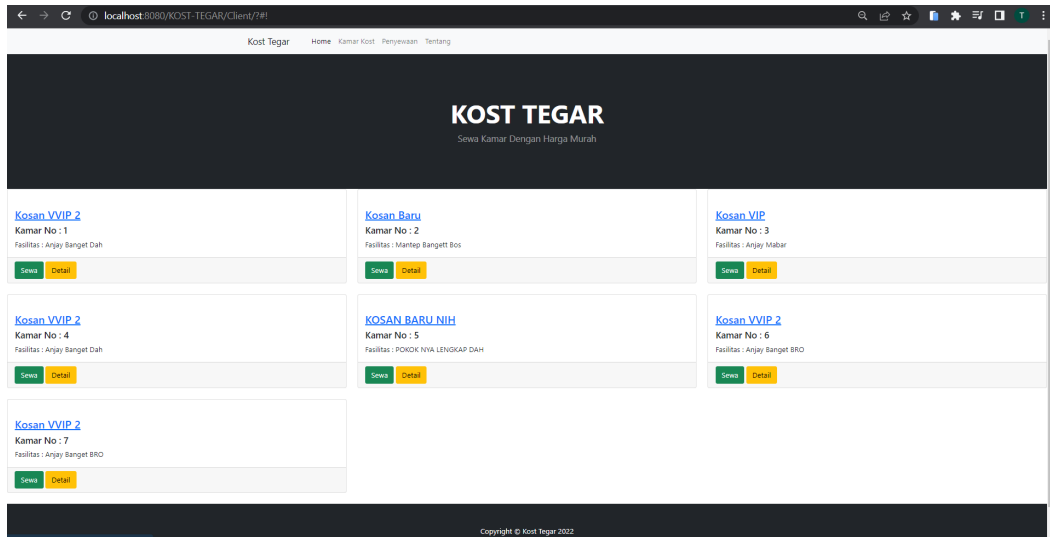 localhost:8080/KOST-TEGAR/Client/?#!
T
Kost Tegar Home Kamar Kost Penyewaan Tentang
KOST TEGAR
Sewa Kamar Dengan Harga Murah
Kosan VVIP 2
Kamar No : 1
Fasilitas : Anjay Banget Dah
Sewa Detail
Kosan Baru
Kamar No : 2
Fasilitas : Mantep Bangett Bos
Sewa Detail
Kosan VIP
Kamar No : 3
Fasilitas : Anjay Mabar
Sewa Detail
Kosan VVIP 2
Kamar No : 4
Fasilitas : Anjay Banget Dah
Sewa Detail
KOSAN BARU NIH
Kamar No : 5
Fasilitas : POKOK NYA LENGKAP DAH
Sewa Detail
Kosan VVIP 2
Kamar No : 6
Fasilitas : Anjay Banget BRO
Sewa Detail
Kosan VVIP 2
Kamar No : 7
Fasilitas : Anjay Banget BRO
Sewa Detail
Copyright © Kost Tegar 2022